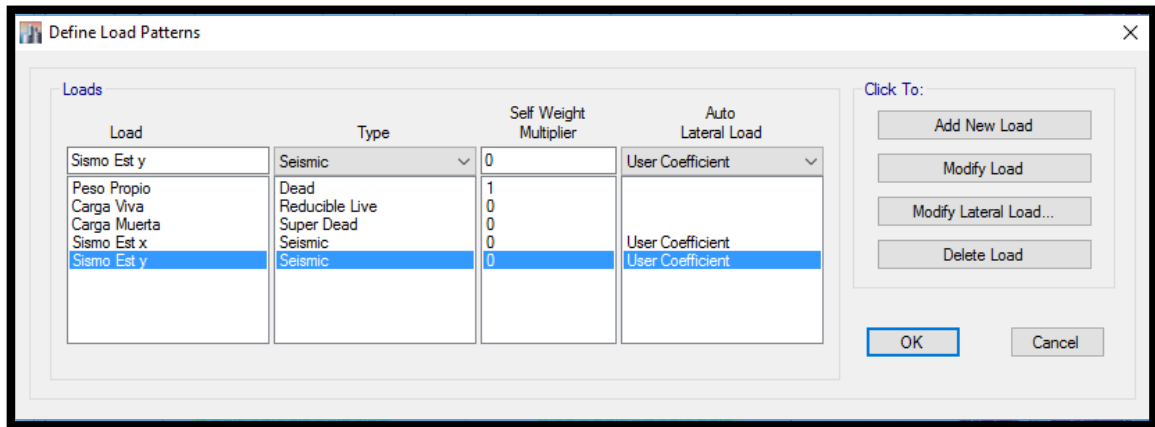 Define Load Patterns
Loads
Click To:
Load Type Self Weight Multiplier Auto Lateral Load
Sismo Est y Seismic 0 User Coefficient
Peso Propio Dead 1
Carga Viva Reducible Live 0
Carga Muerta Super Dead 0
Sismo Est x Seismic 0 User Coefficient
Sismo Est y Seismic 0 User Coefficient
Add New Load
Modify Load
Modify Lateral Load...
Delete Load
OK Cancel